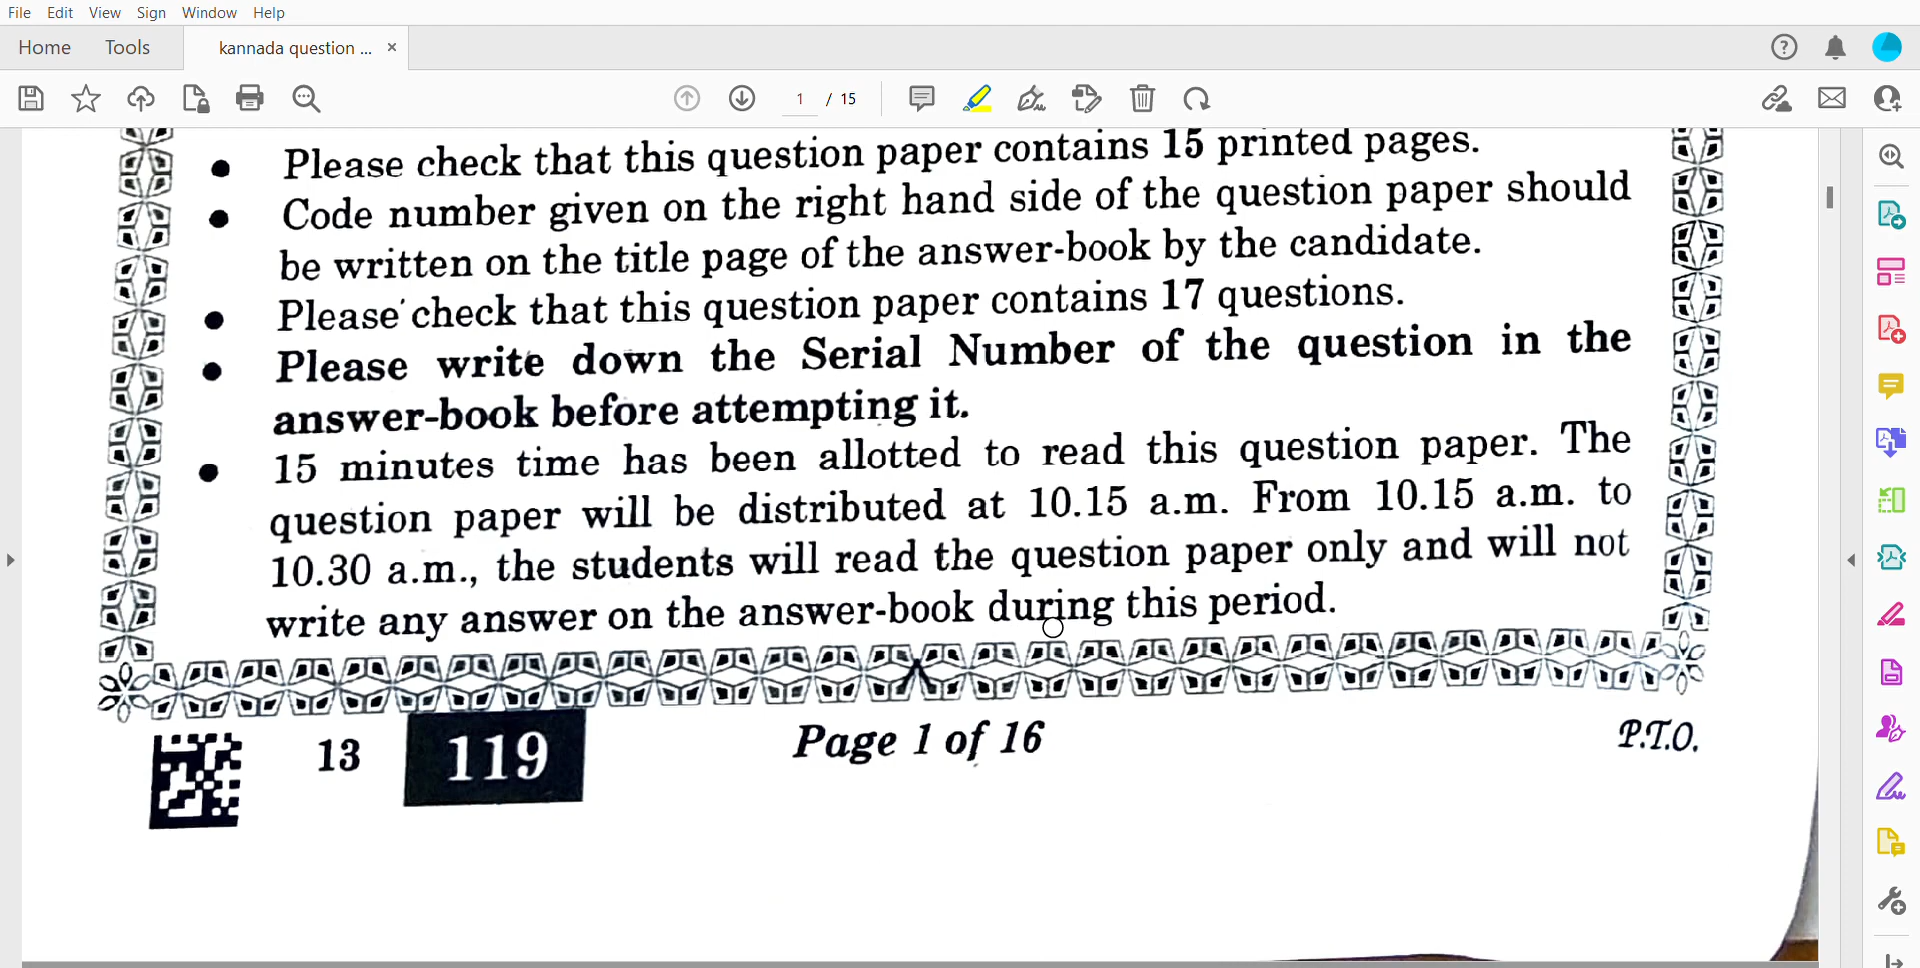 File Edit View Sign Window Help
Home Tools kannada question ... ×
1 / 15
• Please check that this question paper contains 15 printed pages.
• Code number given on the right hand side of the question paper should
be written on the title page of the answer-book by the candidate.
• Please check that this question paper contains 17 questions.
• Please write down the Serial Number of the question in the
answer-book before attempting it.
• 15 minutes time has been allotted to read this question paper. The
question paper will be distributed at 10.15 a.m. From 10.15 a.m. to
10.30 a.m., the students will read the question paper only and will not
write any answer on the answer-book during this period.
13 119 Page 1 of 16 P.T.O.